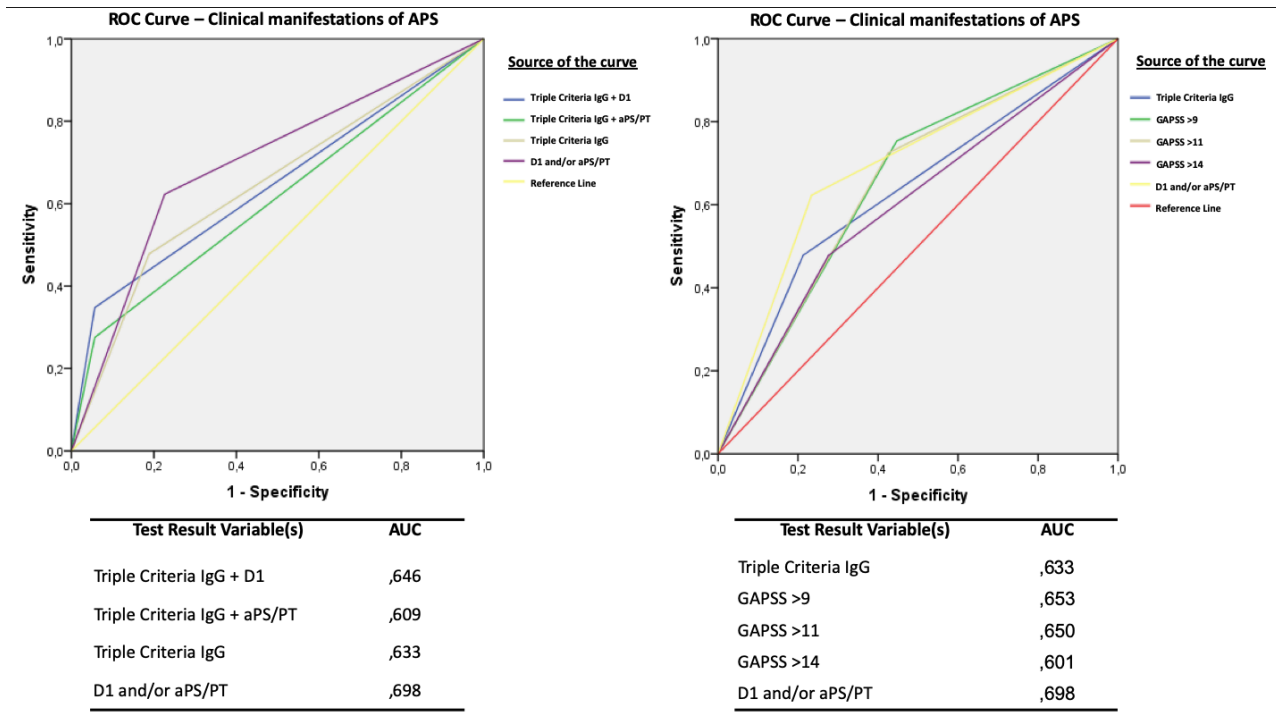 ROC Curve – Clinical manifestations of APS
1,0
0,8
0,6
0,4
0,2
0,0
Sensitivity
0,0 0,2 0,4 0,6 0,8 1,0
1 - Specificity
Source of the curve
Triple Criteria IgG + D1
Triple Criteria IgG + aPS/PT
Triple Criteria IgG
D1 and/or aPS/PT
Reference Line
Test Result Variable(s) AUC
Triple Criteria IgG + D1 ,646
Triple Criteria IgG + aPS/PT ,609
Triple Criteria IgG ,633
D1 and/or aPS/PT ,698
ROC Curve – Clinical manifestations of APS
1,0
0,8
0,6
0,4
0,2
0,0
Sensitivity
0,0 0,2 0,4 0,6 0,8 1,0
1 - Specificity
Source of the curve
Triple Criteria IgG
GAPSS >9
GAPSS >11
GAPSS >14
D1 and/or aPS/PT
Reference Line
Test Result Variable(s) AUC
Triple Criteria IgG ,633
GAPSS >9 ,653
GAPSS >11 ,650
GAPSS >14 ,601
D1 and/or aPS/PT ,698